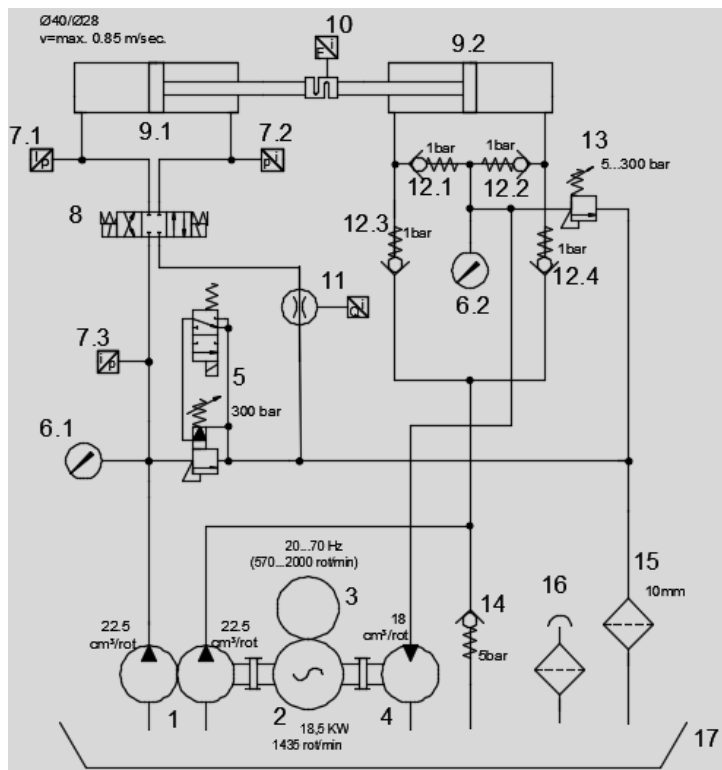 Ø40/Ø28
v=max. 0.85 m/sec.
10
F i
9.2
9.1
7.1
i p
7.2
p i
13
5...300 bar
1bar
1bar
12.1
12.2
8
12.3
1bar
1bar
12.4
11
Q i
6.2
7.3
i p
5
300 bar
6.1
20...70 Hz
(570...2000 rot/min)
3
15
16
10mm
14
22.5
cm³/rot
22.5
cm³/rot
18
cm³/rot
5bar
1
2
4
17
18,5 KW
1435 rot/min